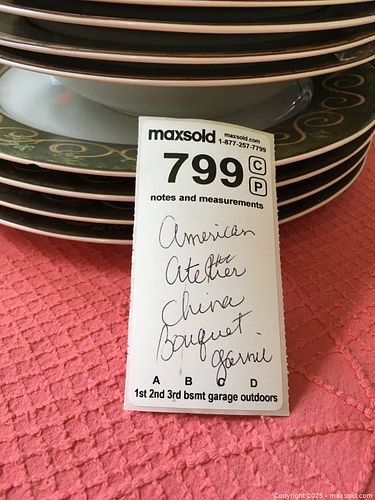 maxsold maxsold.com
1-877-257-7799
799 C
P
notes and measurements
American
Atelier
China
Bouquet.
garni
A B C D
1st 2nd 3rd bsmt garage outdoors
Copyright 2025 - maxsold.com